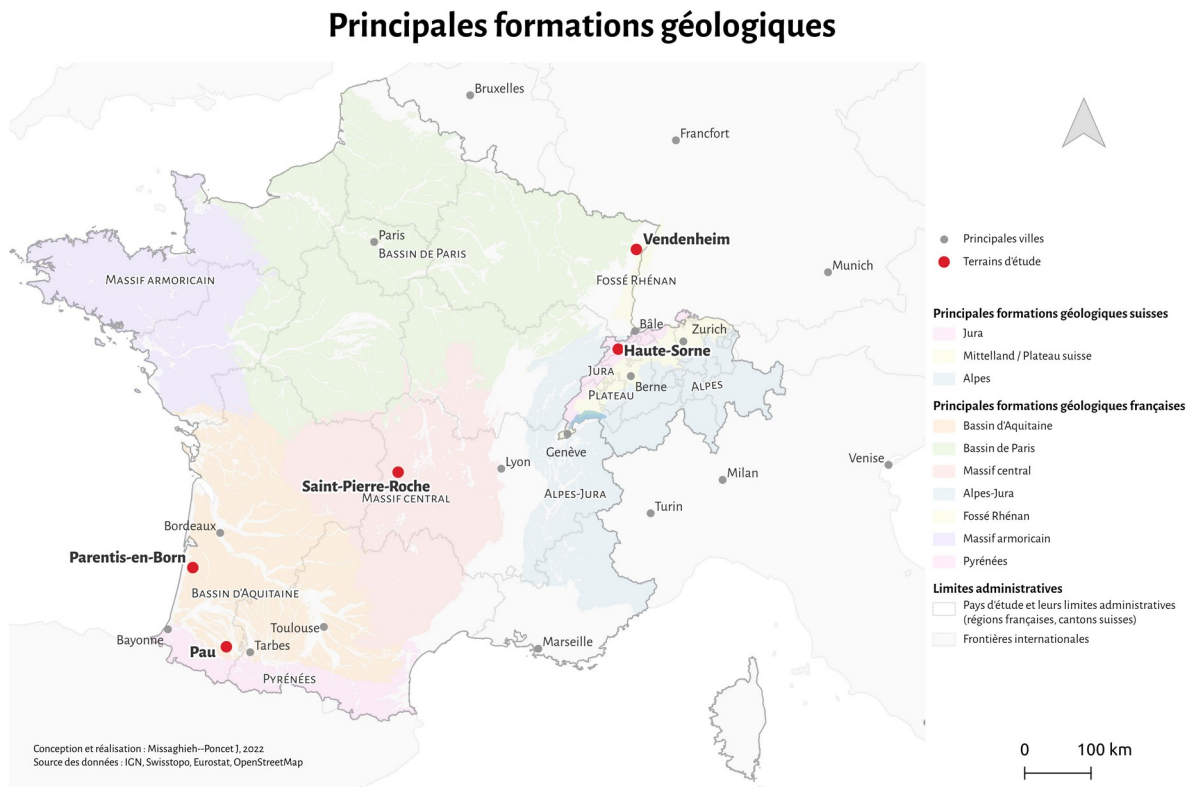 Principales formations géologiques
Bruxelles
Francfort
Paris
BASSIN DE PARIS
Vendenheim
MASSIF ARMORICAIN
FOSSÉ RHÉNAN
Munich
Bâle
Zurich
Haute-Sorne
JURA
Berne
ALPES
PLATEAU
Genève
Lyon
Saint-Pierre-Roche
MASSIF CENTRAL
ALPES-JURA
Venise
Milan
Turin
Bordeaux
Parentis-en-Born
BASSIN D'AQUITAINE
Bayonne
Toulouse
Pau
Tarbes
Marseille
PYRÉNÉES
Principales villes
Terrains d'étude
Principales formations géologiques suisses
Jura
Mittelland / Plateau suisse
Alpes
Principales formations géologiques françaises
Bassin d'Aquitaine
Bassin de Paris
Massif central
Alpes-Jura
Fossé Rhénan
Massif armoricain
Pyrénées
Limites administratives
Pays d'étude et leurs limites administratives
(régions françaises, cantons suisses)
Frontières internationales
Conception et réalisation : Missaghieh--Poncet J, 2022
Source des données : IGN, Swisstopo, Eurostat, OpenStreetMap
0 100 km